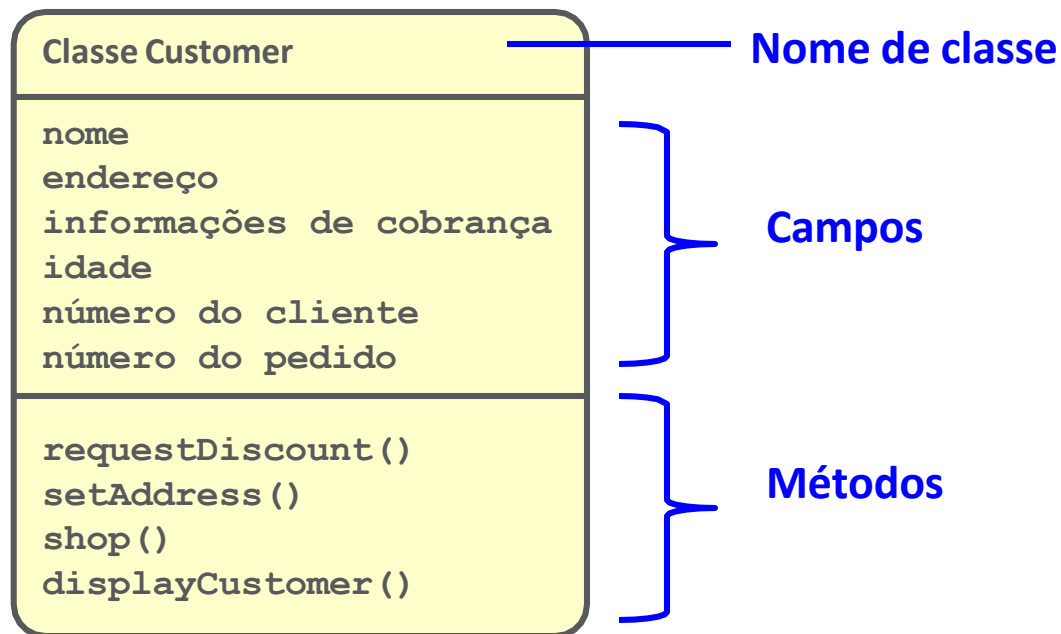 Classe Customer
Nome de classe
nome
endereço
informações de cobrança
idade
número do cliente
número do pedido
Campos
requestDiscount()
setAddress()
shop()
displayCustomer()
Métodos